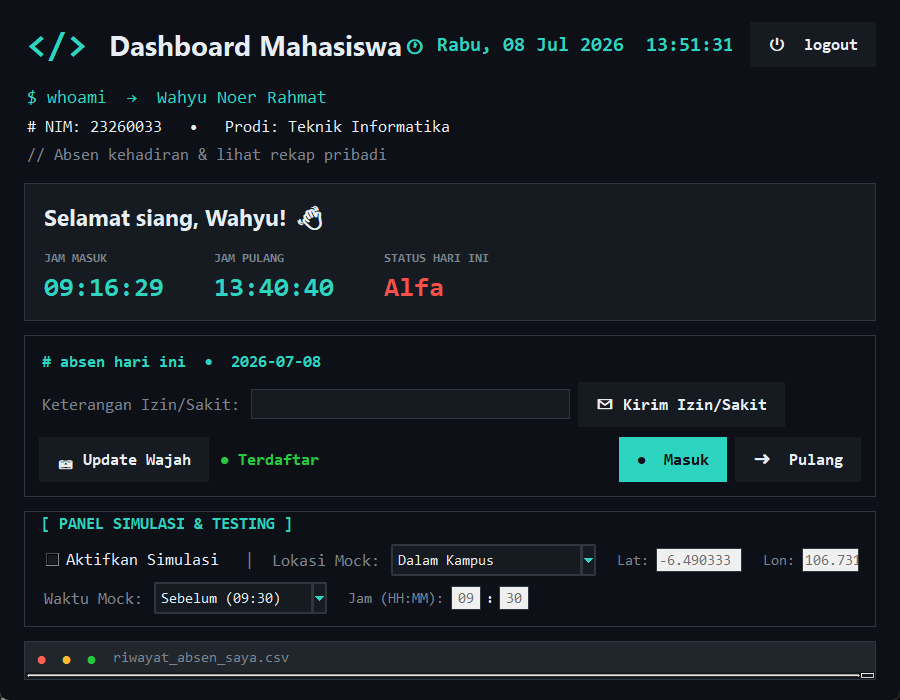 </> Dashboard Mahasiswa Rabu, 08 Jul 2026 13:51:31 logout
$ whoami → Wahyu Noer Rahmat
# NIM: 23260033 • Prodi: Teknik Informatika
// Absen kehadiran & lihat rekap pribadi
Selamat siang, Wahyu! 👋
JAM MASUK JAM PULANG STATUS HARI INI
09:16:29 13:40:40 Alfa
# absen hari ini • 2026-07-08
Keterangan Izin/Sakit: Kirim Izin/Sakit
Update Wajah ● Terdaftar ● Masuk → Pulang
[ PANEL SIMULASI & TESTING ]
Aktifkan Simulasi | Lokasi Mock: Dalam Kampus Lat: -6.490333 Lon: 106.731
Waktu Mock: Sebelum (09:30) Jam (HH:MM): 09 : 30
riwayat_absen_saya.csv